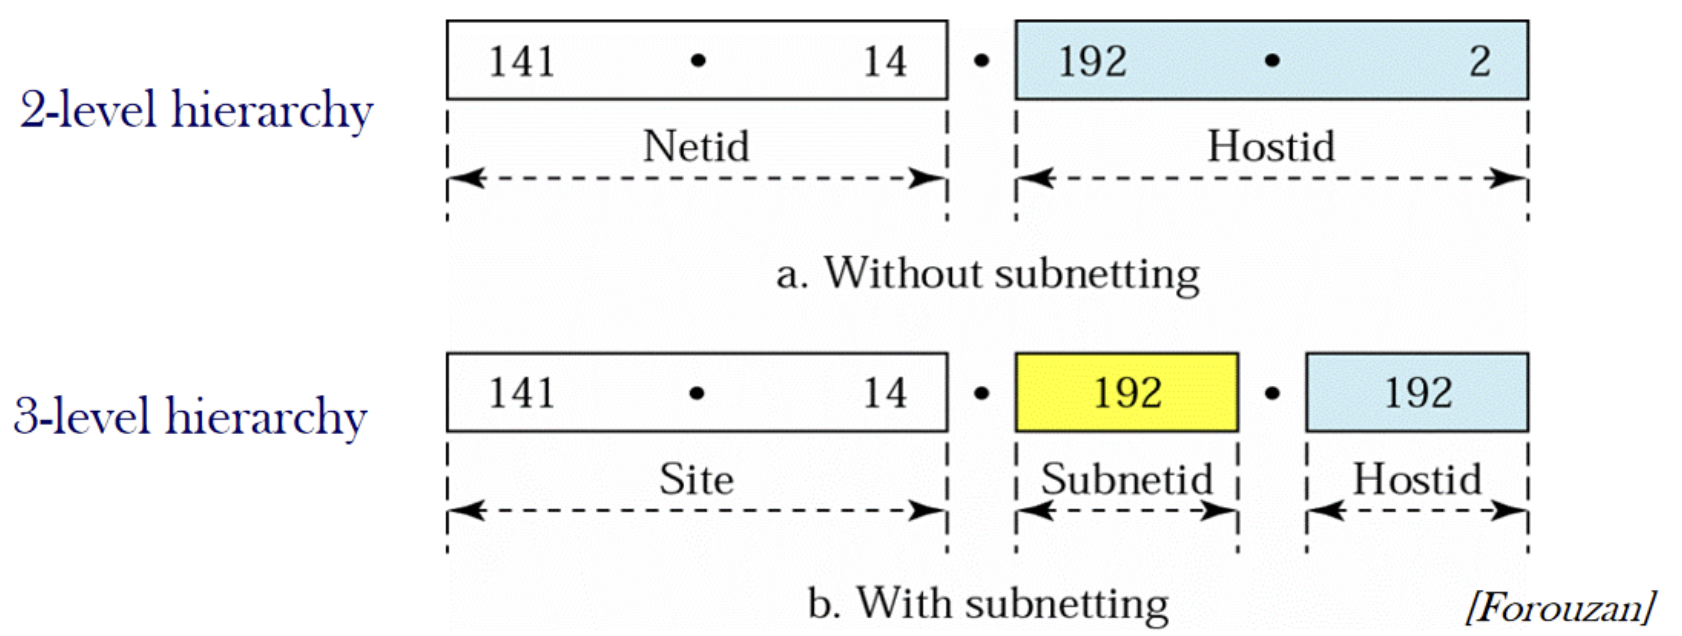 141 • 14 • 192 • 2
2-level hierarchy
Netid Hostid
a. Without subnetting
141 • 14 • 192 • 192
3-level hierarchy
Site Subnetid Hostid
b. With subnetting
[Forouzan]